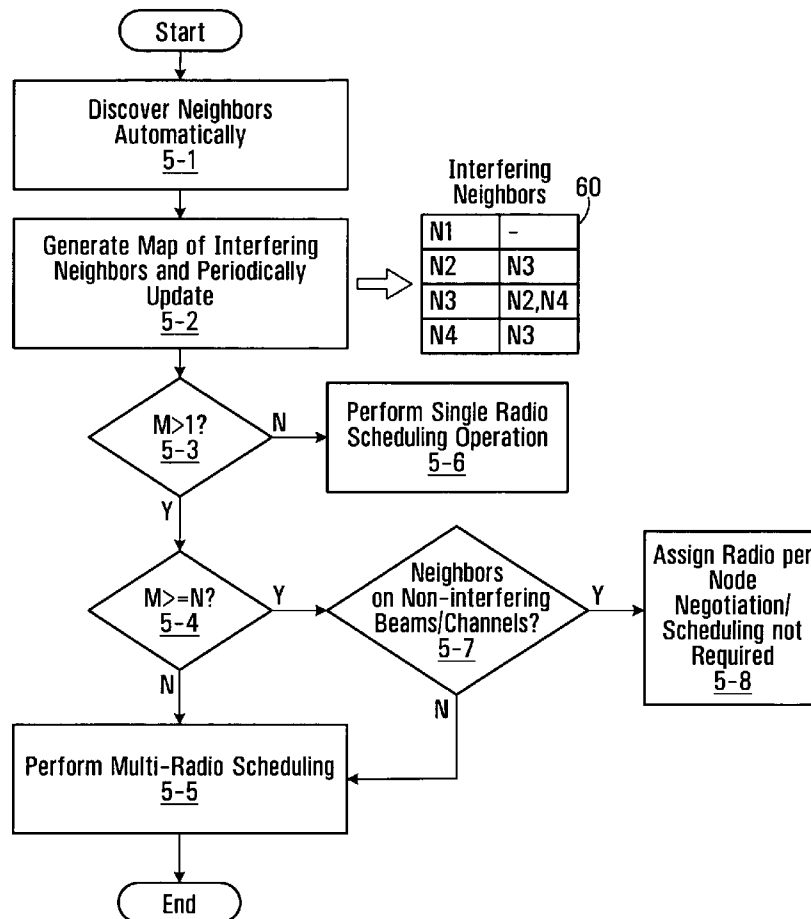 Start
Discover Neighbors
Automatically
5-1
Generate Map of Interfering
Neighbors and Periodically
Update
5-2
Interfering
Neighbors
60
N1 -
N2 N3
N3 N2,N4
N4 N3
M>1?
5-3
N
Perform Single Radio
Scheduling Operation
5-6
Y
M>=N?
5-4
Y
Neighbors
on Non-interfering
Beams/Channels?
5-7
Y
Assign Radio per
Node
Negotiation/
Scheduling not
Required
5-8
N
N
Perform Multi-Radio Scheduling
5-5
End